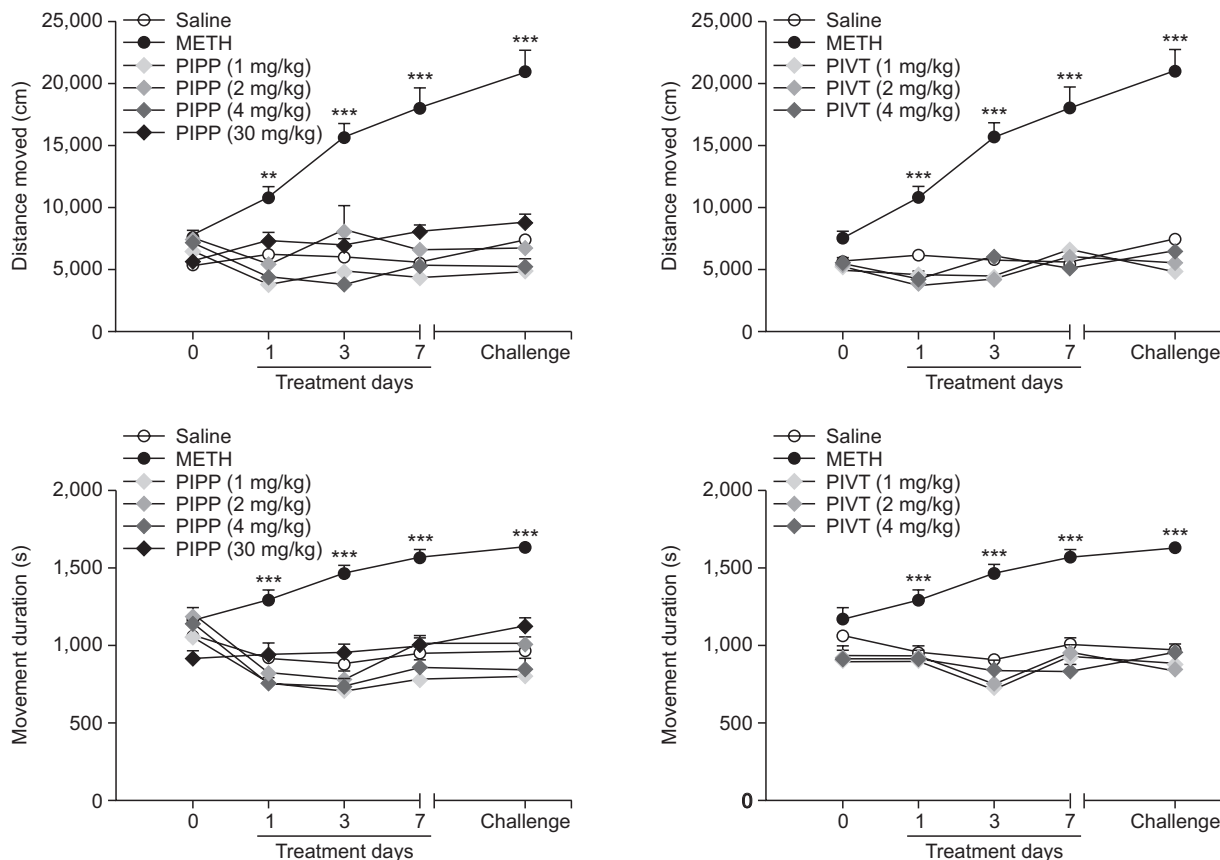 25,000
20,000
15,000
10,000
5,000
0
Distance moved (cm)
Saline
METH
PIPP (1 mg/kg)
PIPP (2 mg/kg)
PIPP (4 mg/kg)
PIPP (30 mg/kg)
**
***
***
***
0
1
3
7
Challenge
Treatment days
25,000
20,000
15,000
10,000
5,000
0
Distance moved (cm)
Saline
METH
PIVT (1 mg/kg)
PIVT (2 mg/kg)
PIVT (4 mg/kg)
***
***
***
***
0
1
3
7
Challenge
Treatment days
2,000
1,500
1,000
500
0
Movement duration (s)
Saline
METH
PIPP (1 mg/kg)
PIPP (2 mg/kg)
PIPP (4 mg/kg)
PIPP (30 mg/kg)
***
***
***
***
0
1
3
7
Challenge
Treatment days
2,000
1,500
1,000
500
0
Movement duration (s)
Saline
METH
PIVT (1 mg/kg)
PIVT (2 mg/kg)
PIVT (4 mg/kg)
***
***
***
***
0
1
3
7
Challenge
Treatment days